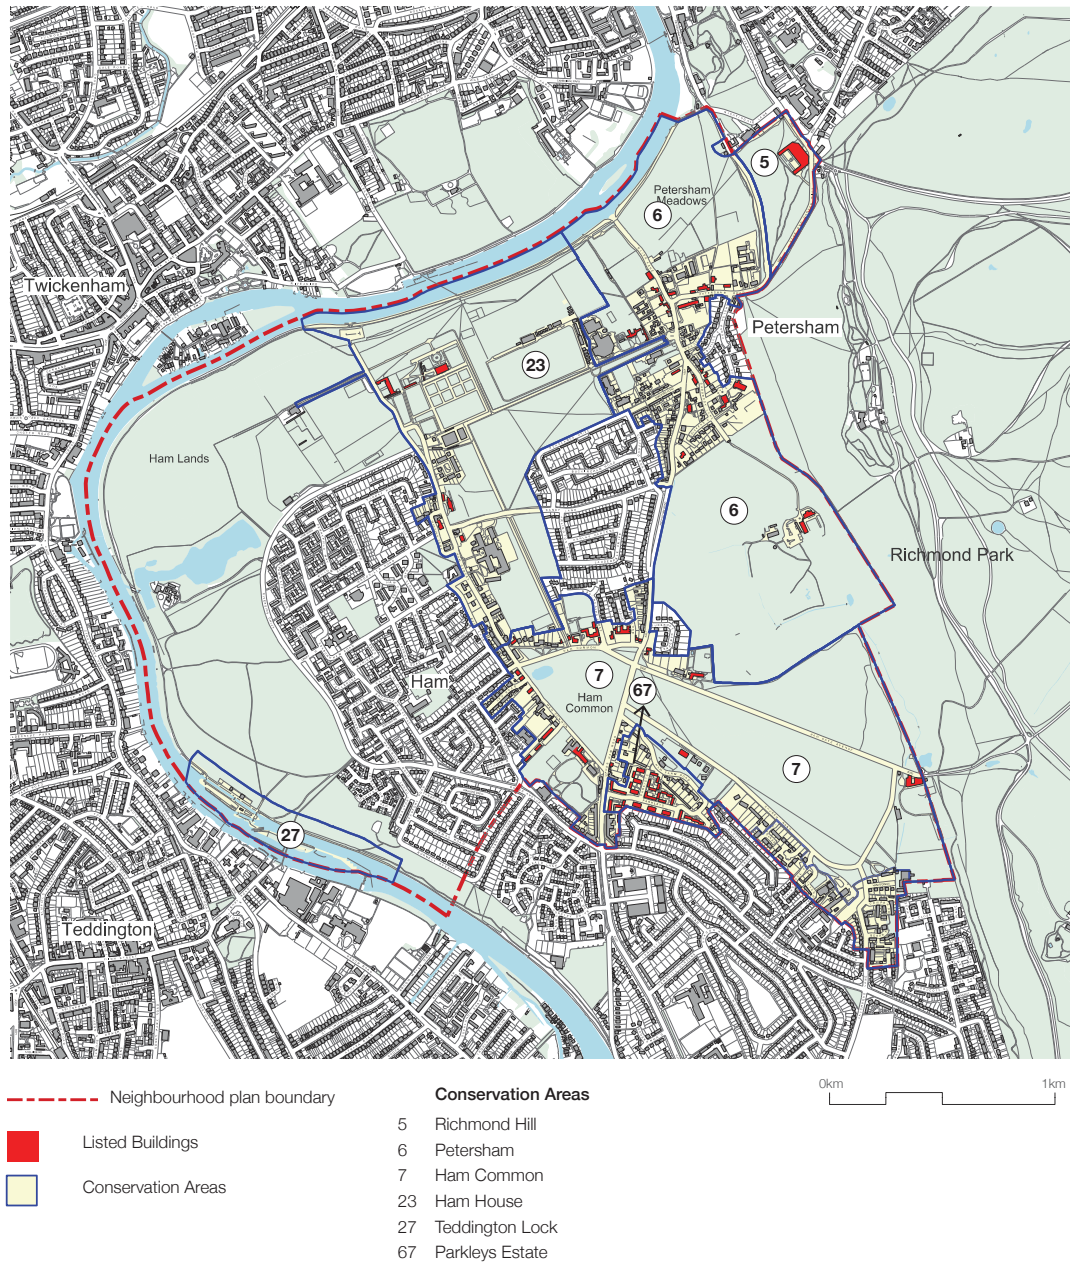 5
Petersham
Meadows
6
Twickenham
Petersham
23
Ham Lands
6
Richmond Park
7
Ham
Ham
Common
67
7
27
Teddington
Neighbourhood plan boundary
Listed Buildings
Conservation Areas
Conservation Areas
5 Richmond Hill
6 Petersham
7 Ham Common
23 Ham House
27 Teddington Lock
67 Parkleys Estate
0km 1km